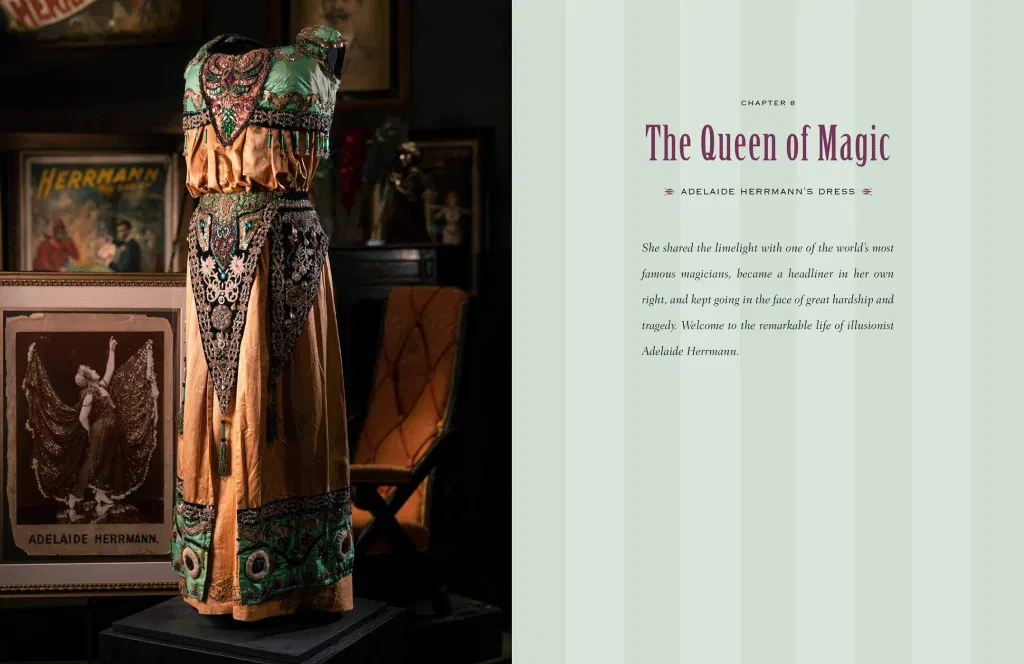 HERRMANN
ADELAIDE HERRMANN.
CHAPTER 8
The Queen of Magic
ADELAIDE HERRMANN'S DRESS
She shared the limelight with one of the world's most
famous magicians, became a headliner in her own
right, and kept going in the face of great hardship and
tragedy. Welcome to the remarkable life of illusionist
Adelaide Herrmann.